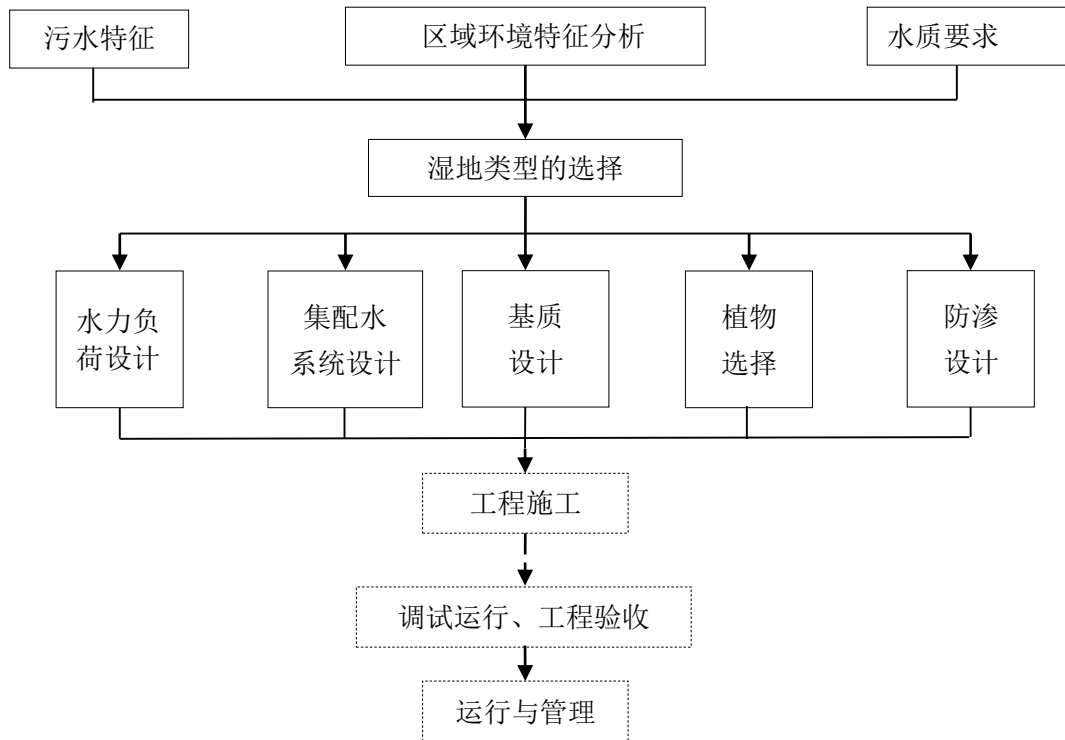 污水特征
区域环境特征分析
水质要求
湿地类型的选择
水力负
荷设计
集配水
系统设计
基质
设计
植物
选择
防渗
设计
工程施工
调试运行、工程验收
运行与管理